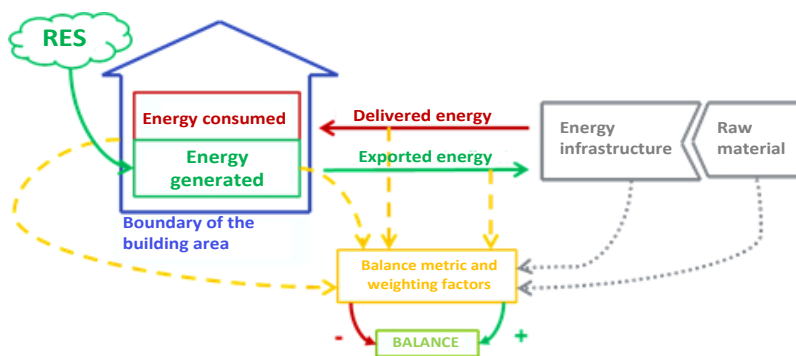 RES
Energy consumed
Energy
generated
Delivered energy
Exported energy
Energy
infrastructure
Raw
material
Boundary of the
building area
Balance metric and
weighting factors
-
BALANCE
+